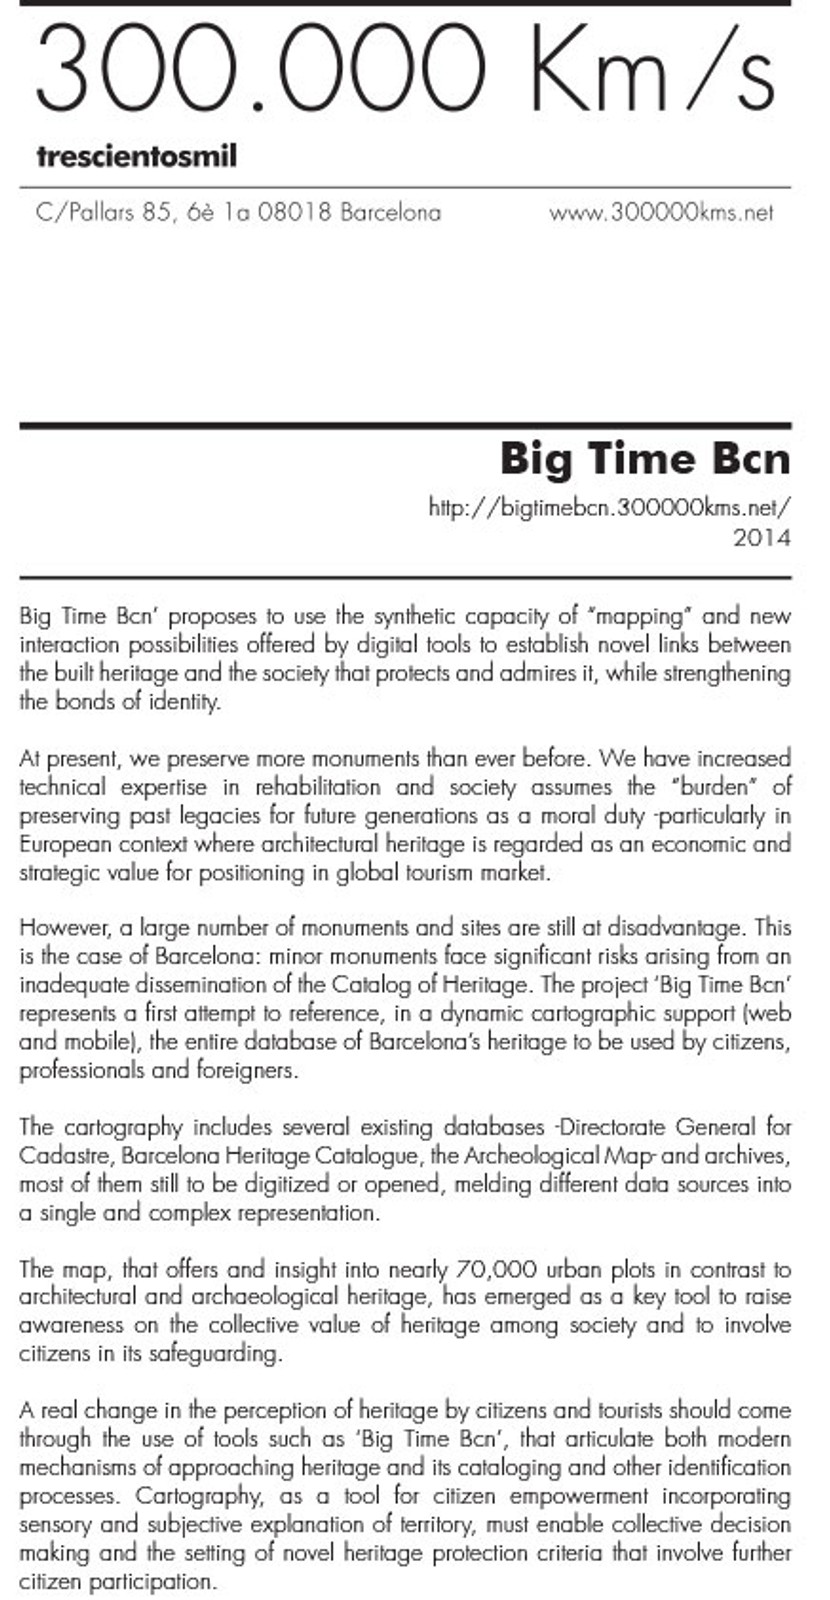 300.000 Km/s
trescientosmil
C/Pallars 85, 6è 1a 08018 Barcelona www.300000kms.net
Big Time Bcn
http://bigtimebcn.300000kms.net/
2014
Big Time Bcn’ proposes to use the synthetic capacity of “mapping” and new
interaction possibilities offered by digital tools to establish novel links between
the built heritage and the society that protects and admires it, while strengthening
the bonds of identity.
At present, we preserve more monuments than ever before. We have increased
technical expertise in rehabilitation and society assumes the “burden” of
preserving past legacies for future generations as a moral duty -particularly in
European context where architectural heritage is regarded as an economic and
strategic value for positioning in global tourism market.
However, a large number of monuments and sites are still at disadvantage. This
is the case of Barcelona: minor monuments face significant risks arising from an
inadequate dissemination of the Catalog of Heritage. The project ‘Big Time Bcn’
represents a first attempt to reference, in a dynamic cartographic support (web
and mobile), the entire database of Barcelona’s heritage to be used by citizens,
professionals and foreigners.
The cartography includes several existing databases -Directorate General for
Cadastre, Barcelona Heritage Catalogue, the Archeological Map- and archives,
most of them still to be digitized or opened, melding different data sources into
a single and complex representation.
The map, that offers and insight into nearly 70,000 urban plots in contrast to
architectural and archaeological heritage, has emerged as a key tool to raise
awareness on the collective value of heritage among society and to involve
citizens in its safeguarding.
A real change in the perception of heritage by citizens and tourists should come
through the use of tools such as ‘Big Time Bcn’, that articulate both modern
mechanisms of approaching heritage and its cataloging and other identification
processes. Cartography, as a tool for citizen empowerment incorporating
sensory and subjective explanation of territory, must enable collective decision
making and the setting of novel heritage protection criteria that involve further
citizen participation.